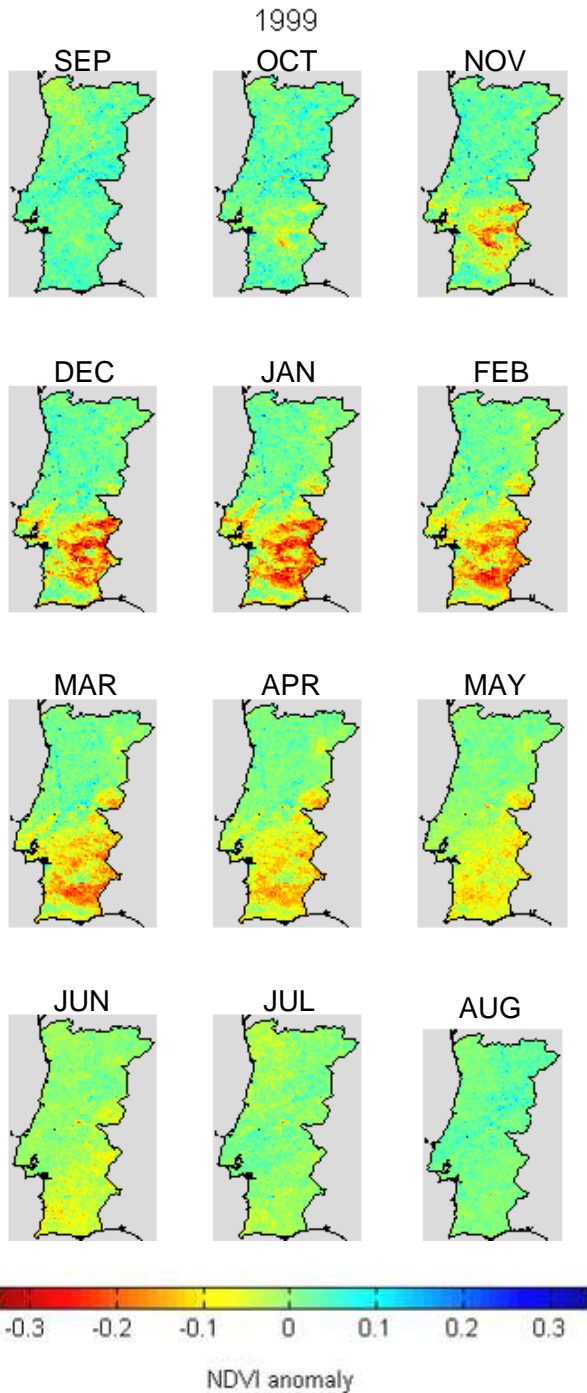 1999
SEP OCT NOV
DEC JAN FEB
MAR APR MAY
JUN JUL AUG
-0.3 -0.2 -0.1 0 0.1 0.2 0.3
NDVI anomaly